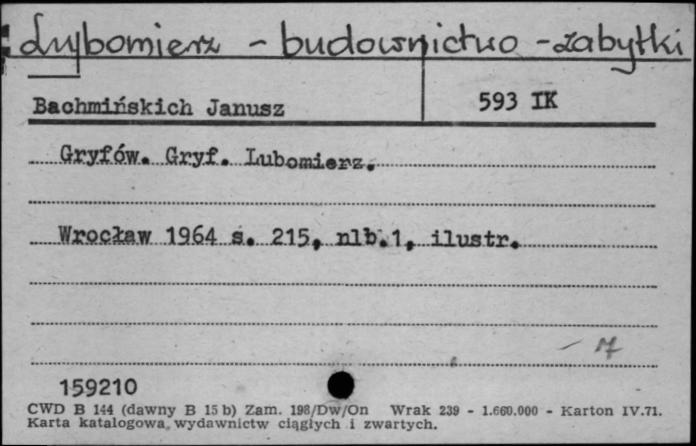 Lubomierz - budownictwo - zabytki
Bachmińskich Janusz 593 IK
Gryfów. Gryf. Lubomierz.
Wrocław 1964 s. 215, nlb.1, ilustr.
159210
CWD B 144 (dawny B 15 b) Zam. 198/Dw/On Wrak 239 - 1.660.000 - Karton IV.71.
Karta katalogowa wydawnictw ciągłych i zwartych.